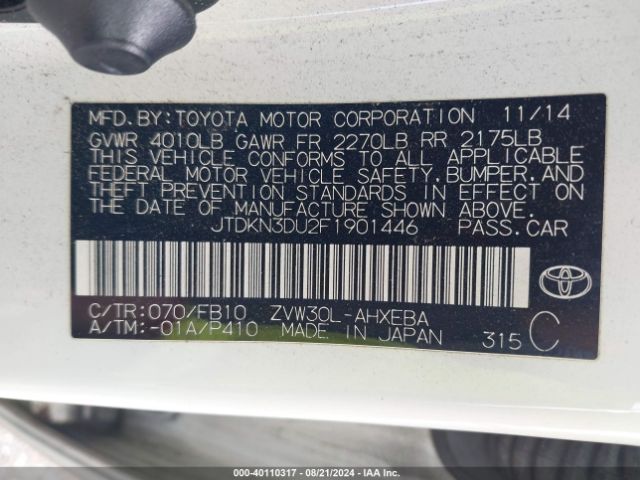 MFD. BY: TOYOTA MOTOR CORPORATION 11/14
GVWR 4010LB GAWR FR 2270LB RR 2175LB
THIS VEHICLE CONFORMS TO ALL APPLICABLE
FEDERAL MOTOR VEHICLE SAFETY, BUMPER, AND
THEFT PREVENTION STANDARDS IN EFFECT ON
THE DATE OF MANUFACTURE SHOWN ABOVE.
JTDKN3DU2F1901446 PASS. CAR
C/TR: 070/FB10 ZVW30L-AHXEBA
A/TM: -01A/P410 MADE IN JAPAN 315 C
TOYOTA
000-40110317 - 08/21/2024 - IAA Inc.